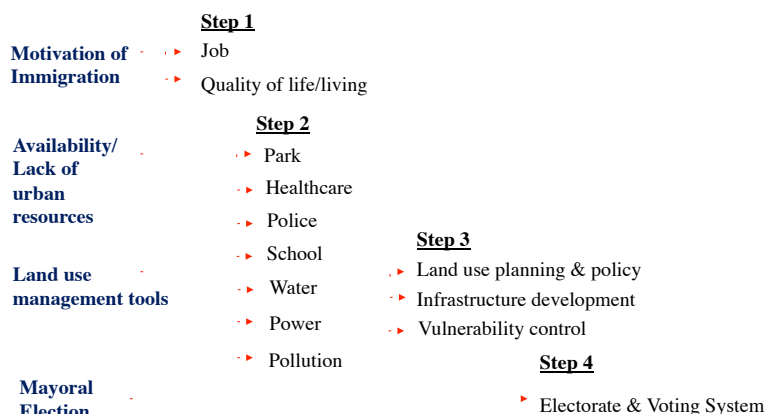 Step 1
Motivation of
Immigration
Job
Quality of life/living
Step 2
Availability/
Lack of
urban
resources
Park
Healthcare
Police
School
Water
Power
Pollution
Step 3
Land use
management tools
Land use planning & policy
Infrastructure development
Vulnerability control
Step 4
Mayoral
Election
Electorate & Voting System